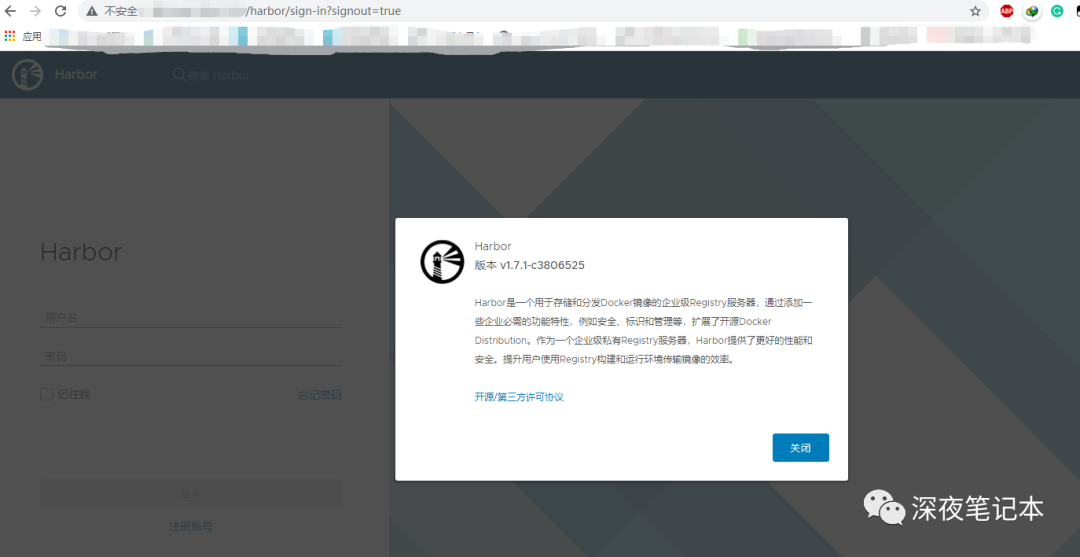 不安全
/harbor/sign-in?signout=true
ABP
应用
Harbor
搜索 Harbor...
Harbor
版本 v1.7.1-c3806525
Harbor是一个用于存储和分发Docker镜像的企业级Registry服务器，通过添加一
些企业必需的功能特性，例如安全、标识和管理等，扩展了开源Docker
Distribution。作为一个企业级私有Registry服务器，Harbor提供了更好的性能和
安全。提升用户使用Registry构建和运行环境传输镜像的效率。
开源/第三方许可协议
关闭
Harbor
用户名
密码
记住我
忘记密码
登录
注册账号
深夜笔记本